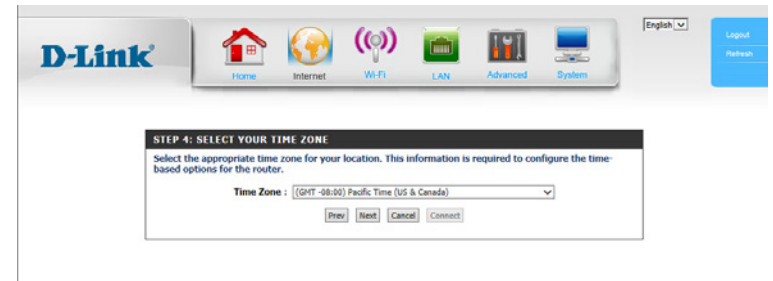 English
Logout
Refresh
D-Link
Home
Internet
Wi-Fi
LAN
Advanced
System
STEP 4: SELECT YOUR TIME ZONE
Select the appropriate time zone for your location. This information is required to configure the time-
based options for the router.
Time Zone : (GMT -08:00) Pacific Time (US & Canada)
Prev Next Cancel Connect